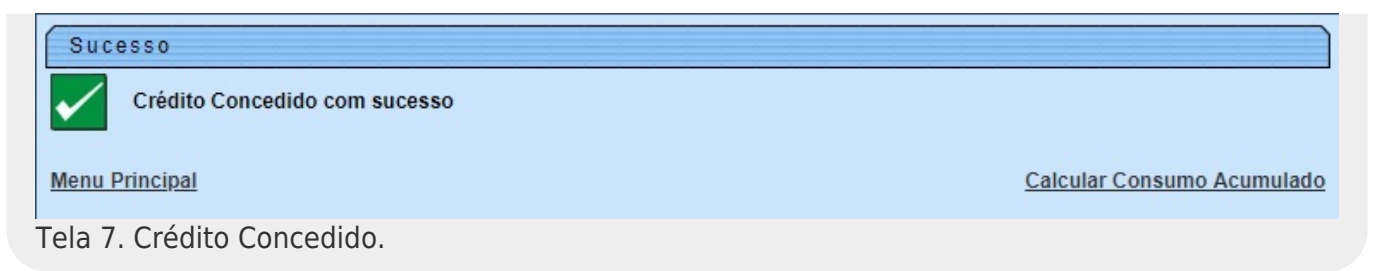 Sucesso
Crédito Concedido com sucesso
Menu Principal Calcular Consumo Acumulado
Tela 7. Crédito Concedido.